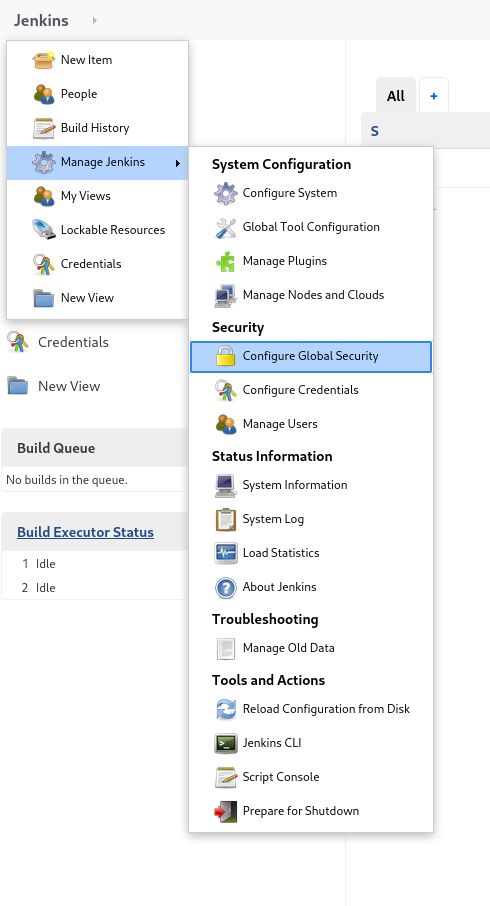 Jenkins
New Item
People
Build History
Manage Jenkins
My Views
Lockable Resources
Credentials
New View
Credentials
New View
Build Queue
No builds in the queue.
Build Executor Status
1 Idle
2 Idle
All +
S
System Configuration
Configure System
Global Tool Configuration
Manage Plugins
Manage Nodes and Clouds
Security
Configure Global Security
Configure Credentials
Manage Users
Status Information
System Information
System Log
Load Statistics
About Jenkins
Troubleshooting
Manage Old Data
Tools and Actions
Reload Configuration from Disk
Jenkins CLI
Script Console
Prepare for Shutdown